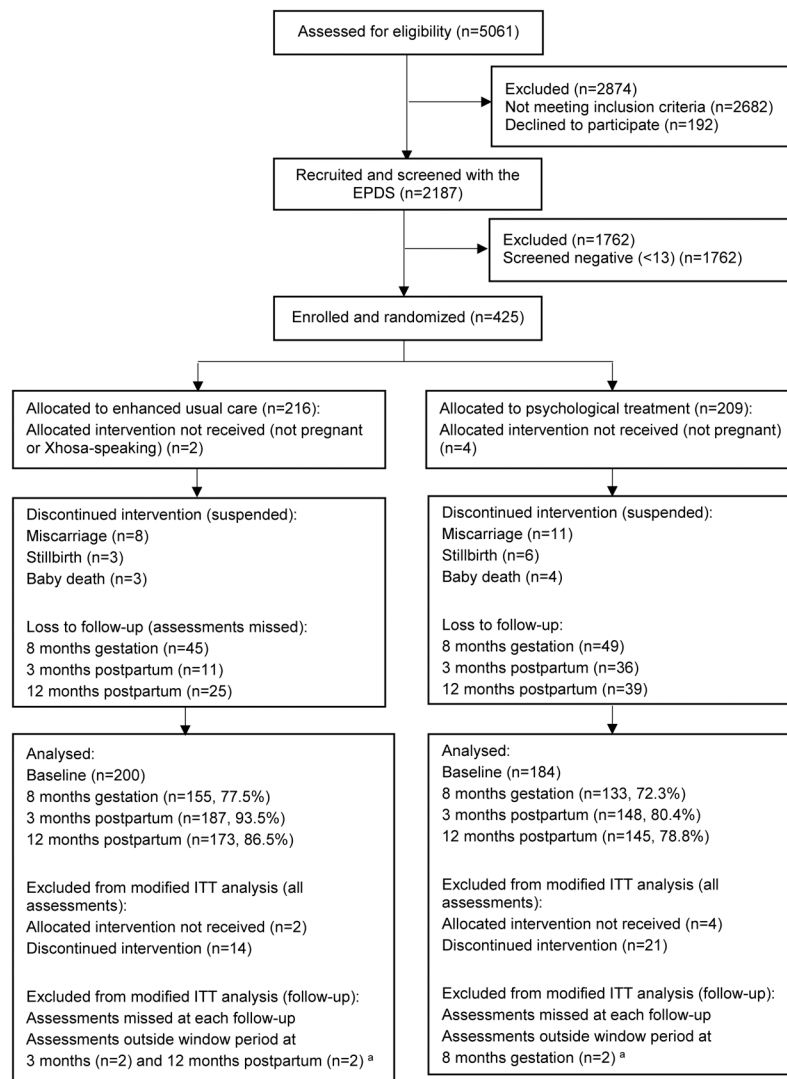 Assessed for eligibility (n=5061)
Excluded (n=2874)
Not meeting inclusion criteria (n=2682)
Declined to participate (n=192)
Recruited and screened with the
EPDS (n=2187)
Excluded (n=1762)
Screened negative (<13) (n=1762)
Enrolled and randomized (n=425)
Allocated to enhanced usual care (n=216):
Allocated intervention not received (not pregnant
or Xhosa-speaking) (n=2)
Allocated to psychological treatment (n=209):
Allocated intervention not received (not pregnant)
(n=4)
Discontinued intervention (suspended):
Miscarriage (n=8)
Stillbirth (n=3)
Baby death (n=3)
Loss to follow-up (assessments missed):
8 months gestation (n=45)
3 months postpartum (n=11)
12 months postpartum (n=25)
Discontinued intervention (suspended):
Miscarriage (n=11)
Stillbirth (n=6)
Baby death (n=4)
Loss to follow-up:
8 months gestation (n=49)
3 months postpartum (n=36)
12 months postpartum (n=39)
Analysed:
Baseline (n=200)
8 months gestation (n=155, 77.5%)
3 months postpartum (n=187, 93.5%)
12 months postpartum (n=173, 86.5%)
Excluded from modified ITT analysis (all
assessments):
Allocated intervention not received (n=2)
Discontinued intervention (n=14)
Excluded from modified ITT analysis (follow-up):
Assessments missed at each follow-up
Assessments outside window period at
3 months (n=2) and 12 months postpartum (n=2) a
Analysed:
Baseline (n=184)
8 months gestation (n=133, 72.3%)
3 months postpartum (n=148, 80.4%)
12 months postpartum (n=145, 78.8%)
Excluded from modified ITT analysis (all
assessments):
Allocated intervention not received (n=4)
Discontinued intervention (n=21)
Excluded from modified ITT analysis (follow-up):
Assessments missed at each follow-up
Assessments outside window period at
8 months gestation (n=2) a